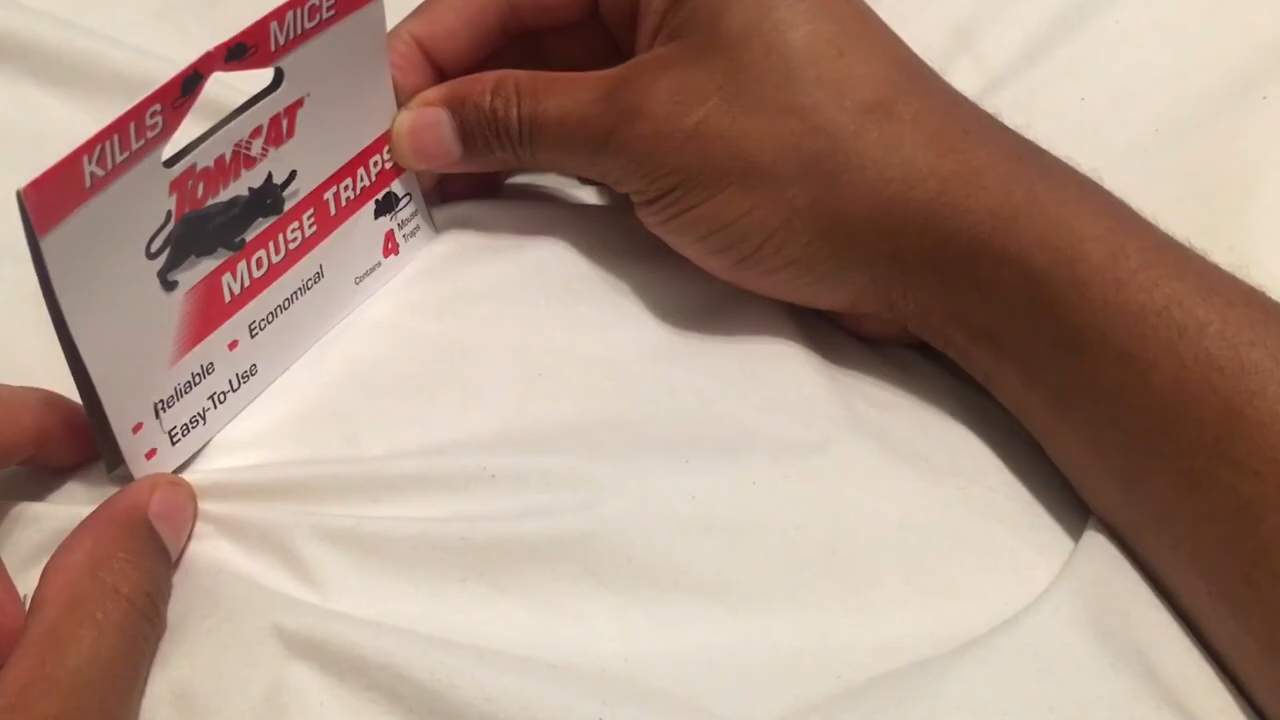 KILLS MICE
TOMCAT
MOUSE TRAPS
Contains 4 Mouse Traps
Reliable
Economical
Easy-To-Use